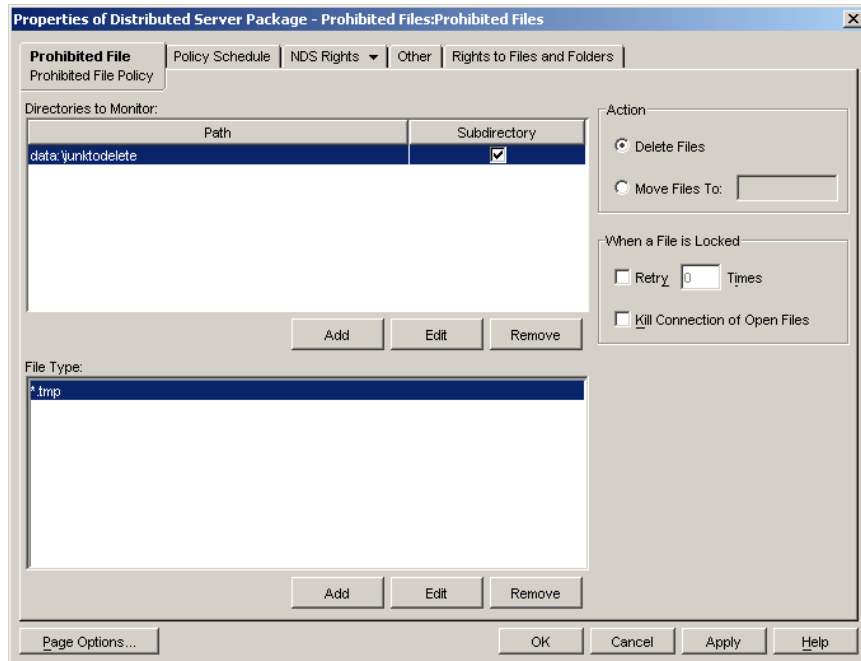 Properties of Distributed Server Package - Prohibited Files:Prohibited Files
Prohibited File
Prohibited File Policy
Policy Schedule
NDS Rights
Other
Rights to Files and Folders
Directories to Monitor:
Path Subdirectory
data:\junktodelete
Add Edit Remove
File Type:
*.tmp
Add Edit Remove
Action
Delete Files
Move Files To:
When a File is Locked
Retry 0 Times
Kill Connection of Open Files
Page Options... OK Cancel Apply Help